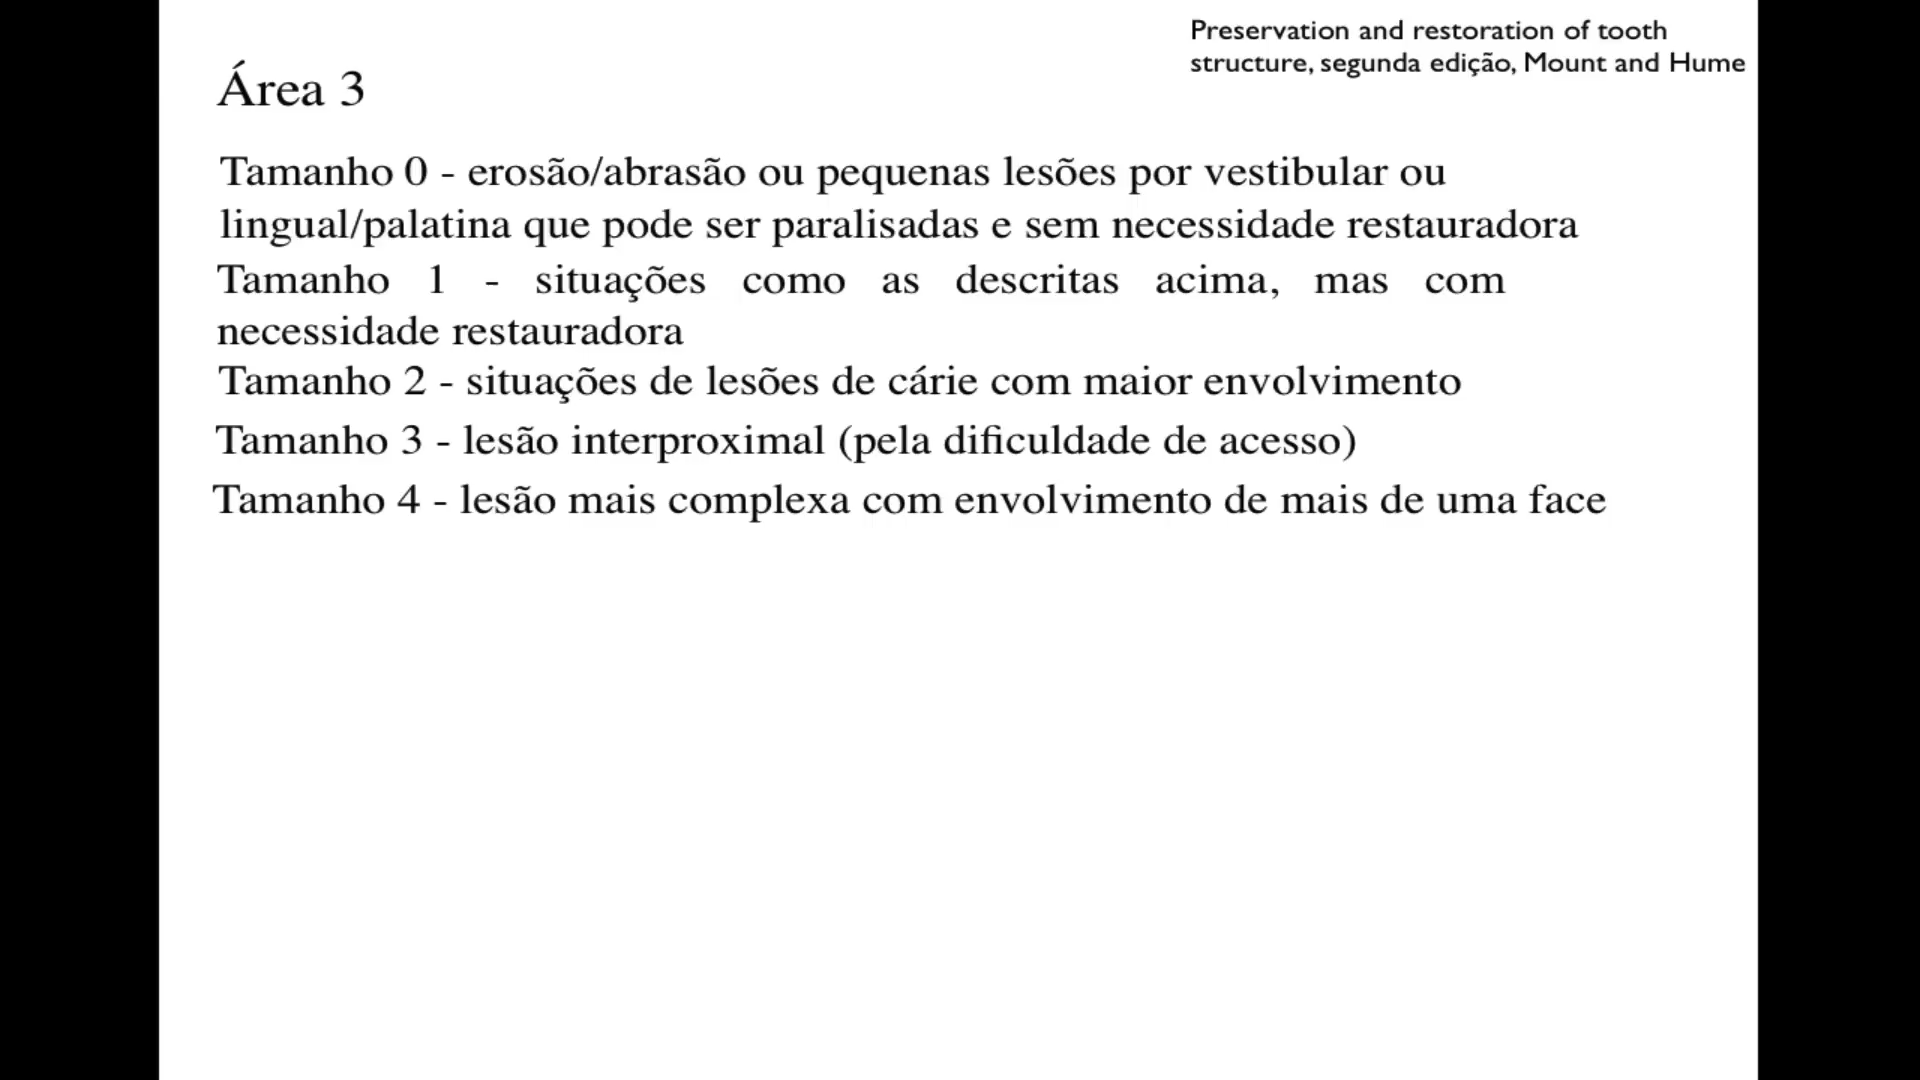 Preservation and restoration of tooth
structure, segunda edição, Mount and Hume
Área 3
Tamanho 0 - erosão/abrasão ou pequenas lesões por vestibular ou
lingual/palatina que pode ser paralisadas e sem necessidade restauradora
Tamanho 1 - situações como as descritas acima, mas com
necessidade restauradora
Tamanho 2 - situações de lesões de cárie com maior envolvimento
Tamanho 3 - lesão interproximal (pela dificuldade de acesso)
Tamanho 4 - lesão mais complexa com envolvimento de mais de uma face